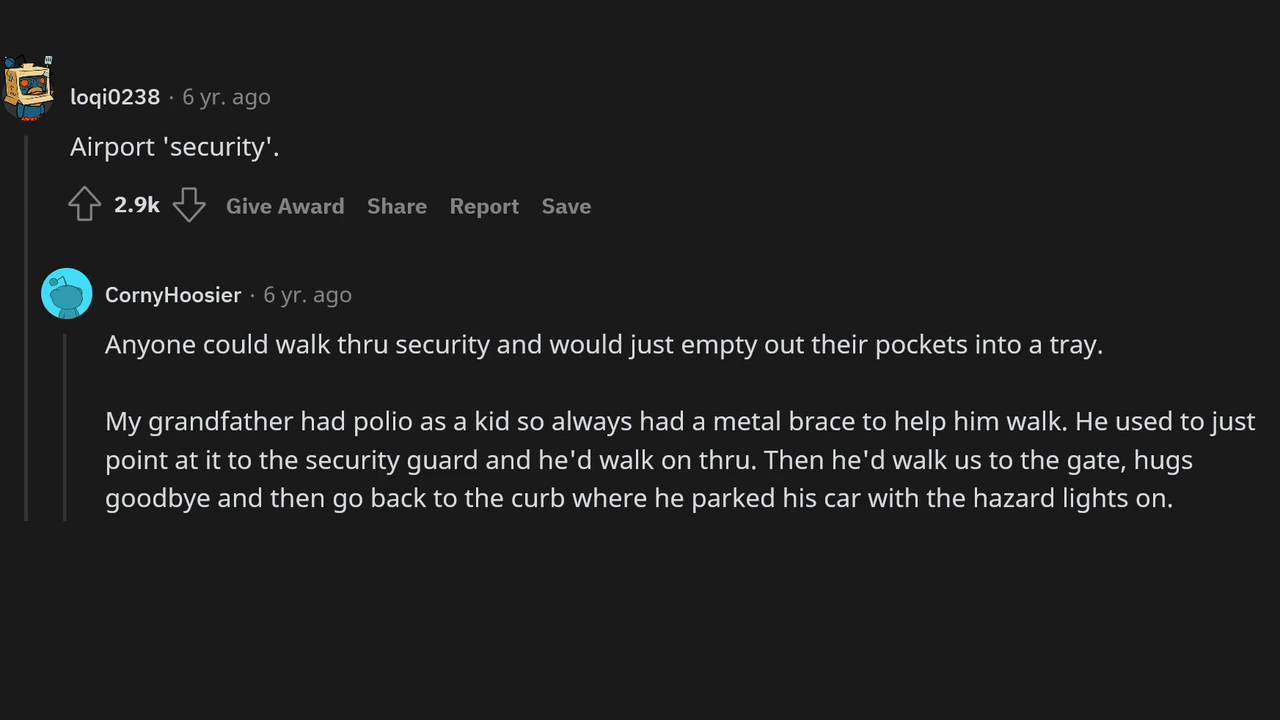 loqi0238 · 6 yr. ago
Airport 'security'.
2.9k Give Award Share Report Save
CornyHoosier · 6 yr. ago
Anyone could walk thru security and would just empty out their pockets into a tray.
My grandfather had polio as a kid so always had a metal brace to help him walk. He used to just
point at it to the security guard and he'd walk on thru. Then he'd walk us to the gate, hugs
goodbye and then go back to the curb where he parked his car with the hazard lights on.